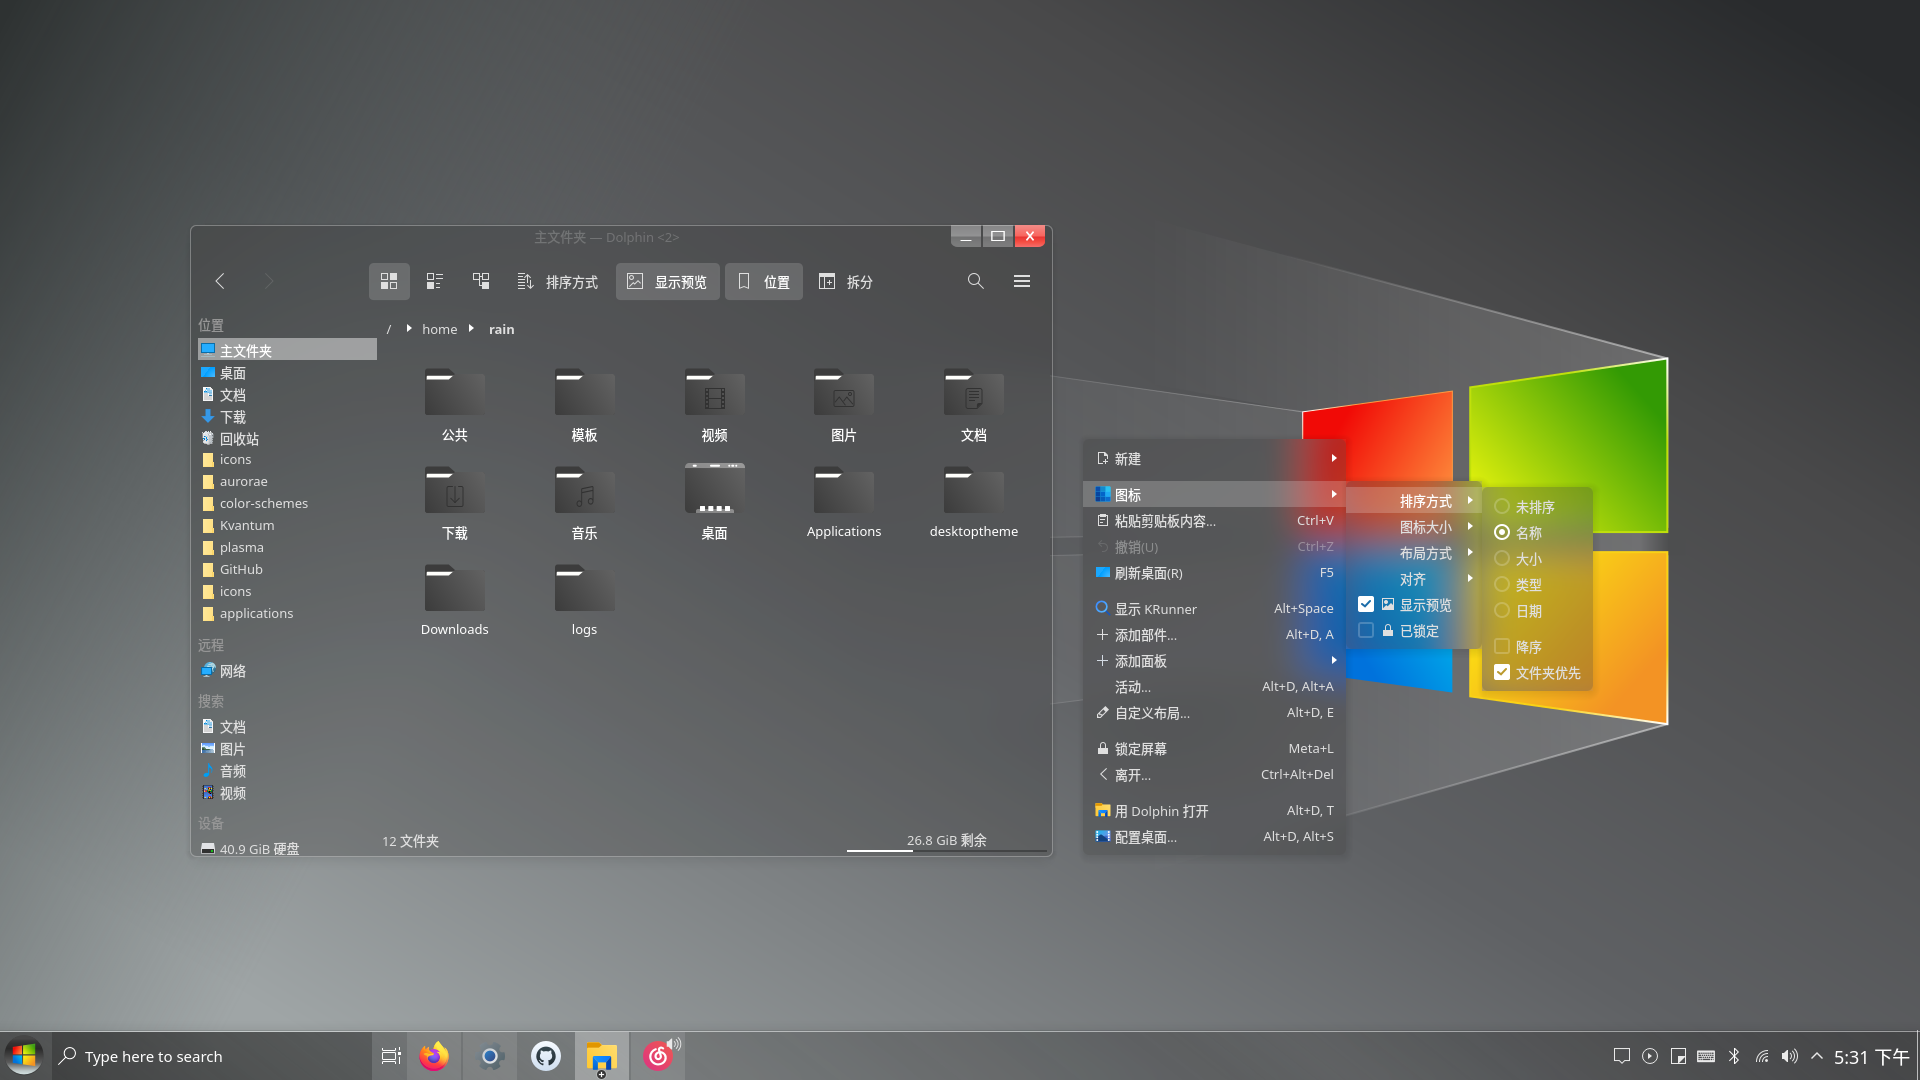 主文件夹 — Dolphin <2>
排序方式
显示预览
位置
拆分
/ home rain
位置
主文件夹
桌面
文档
下载
回收站
icons
aurorae
color-schemes
Kvantum
plasma
GitHub
icons
applications
远程
网络
搜索
文档
图片
音频
视频
设备
40.9 GiB 硬盘
公共
模板
视频
图片
文档
下载
音乐
桌面
Applications
desktoptheme
Downloads
logs
12 文件夹
26.8 GiB 剩余
新建
图标
粘贴剪贴板内容... Ctrl+V
撤销(U) Ctrl+Z
刷新桌面(R) F5
显示 KRunner Alt+Space
添加部件... Alt+D, A
添加面板
活动... Alt+D, Alt+A
自定义布局... Alt+D, E
锁定屏幕 Meta+L
离开... Ctrl+Alt+Del
用 Dolphin 打开 Alt+D, T
配置桌面... Alt+D, Alt+S
排序方式
图标大小
布局方式
对齐
显示预览
已锁定
未排序
名称
大小
类型
日期
降序
文件夹优先
Type here to search
5:31 下午